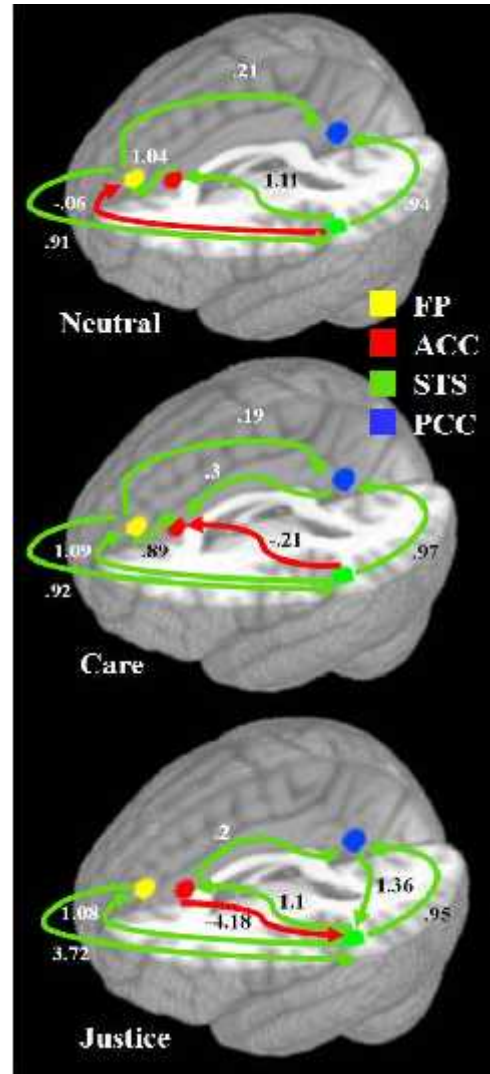 .21
1.04
1.11
-.06
.94
.91
Neutral
FP
ACC
STS
PCC
.19
.3
-.21
1.09
.89
.97
.92
Care
.2
1.36
1.1
1.08
-4.18
.95
3.72
Justice